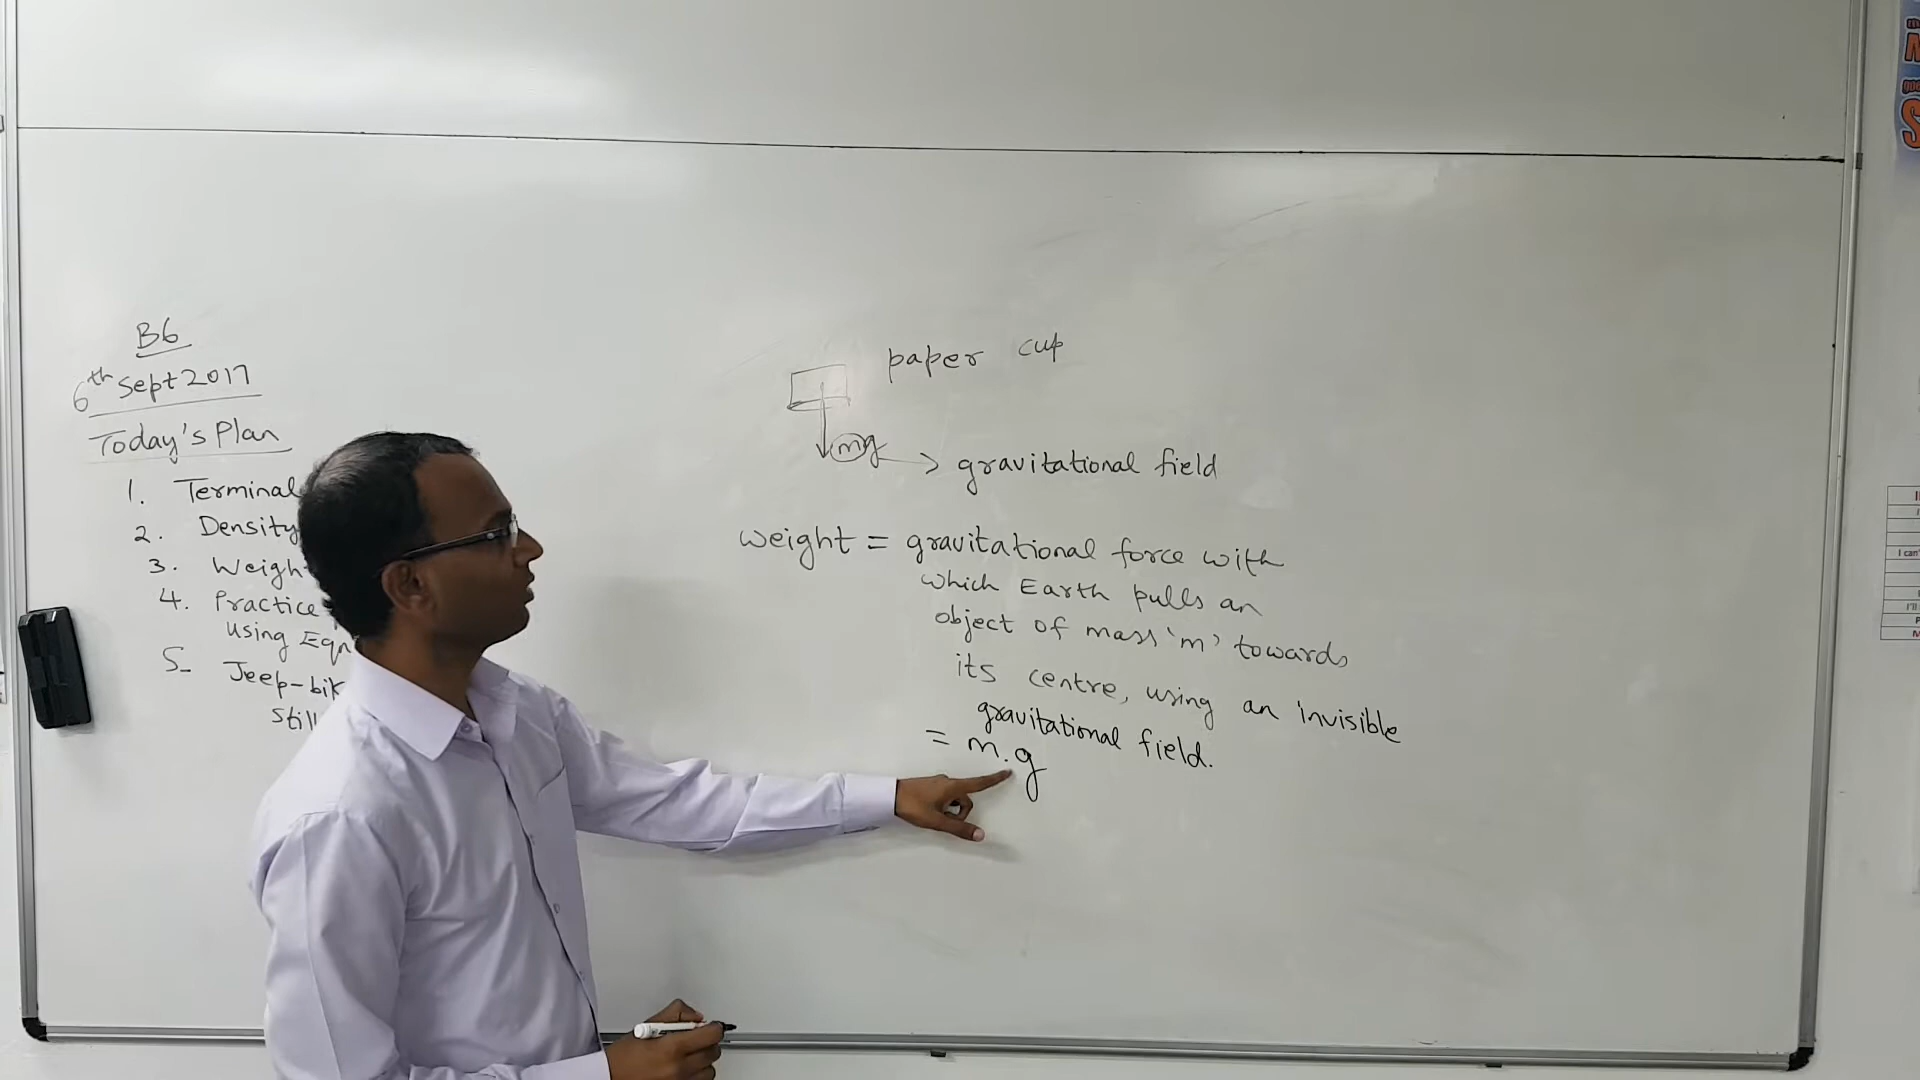 B6
6th Sept 2017
Today's Plan
1. Terminal
2. Density
3. Weigh
4. Practice
using Eqn
5- Jeep-bik
still
paper cup
mg
> gravitational field
weight = gravitational force with
which Earth pulls an
object of mass 'm' towards
its centre, using an invisible
gravitational field.
= m.g